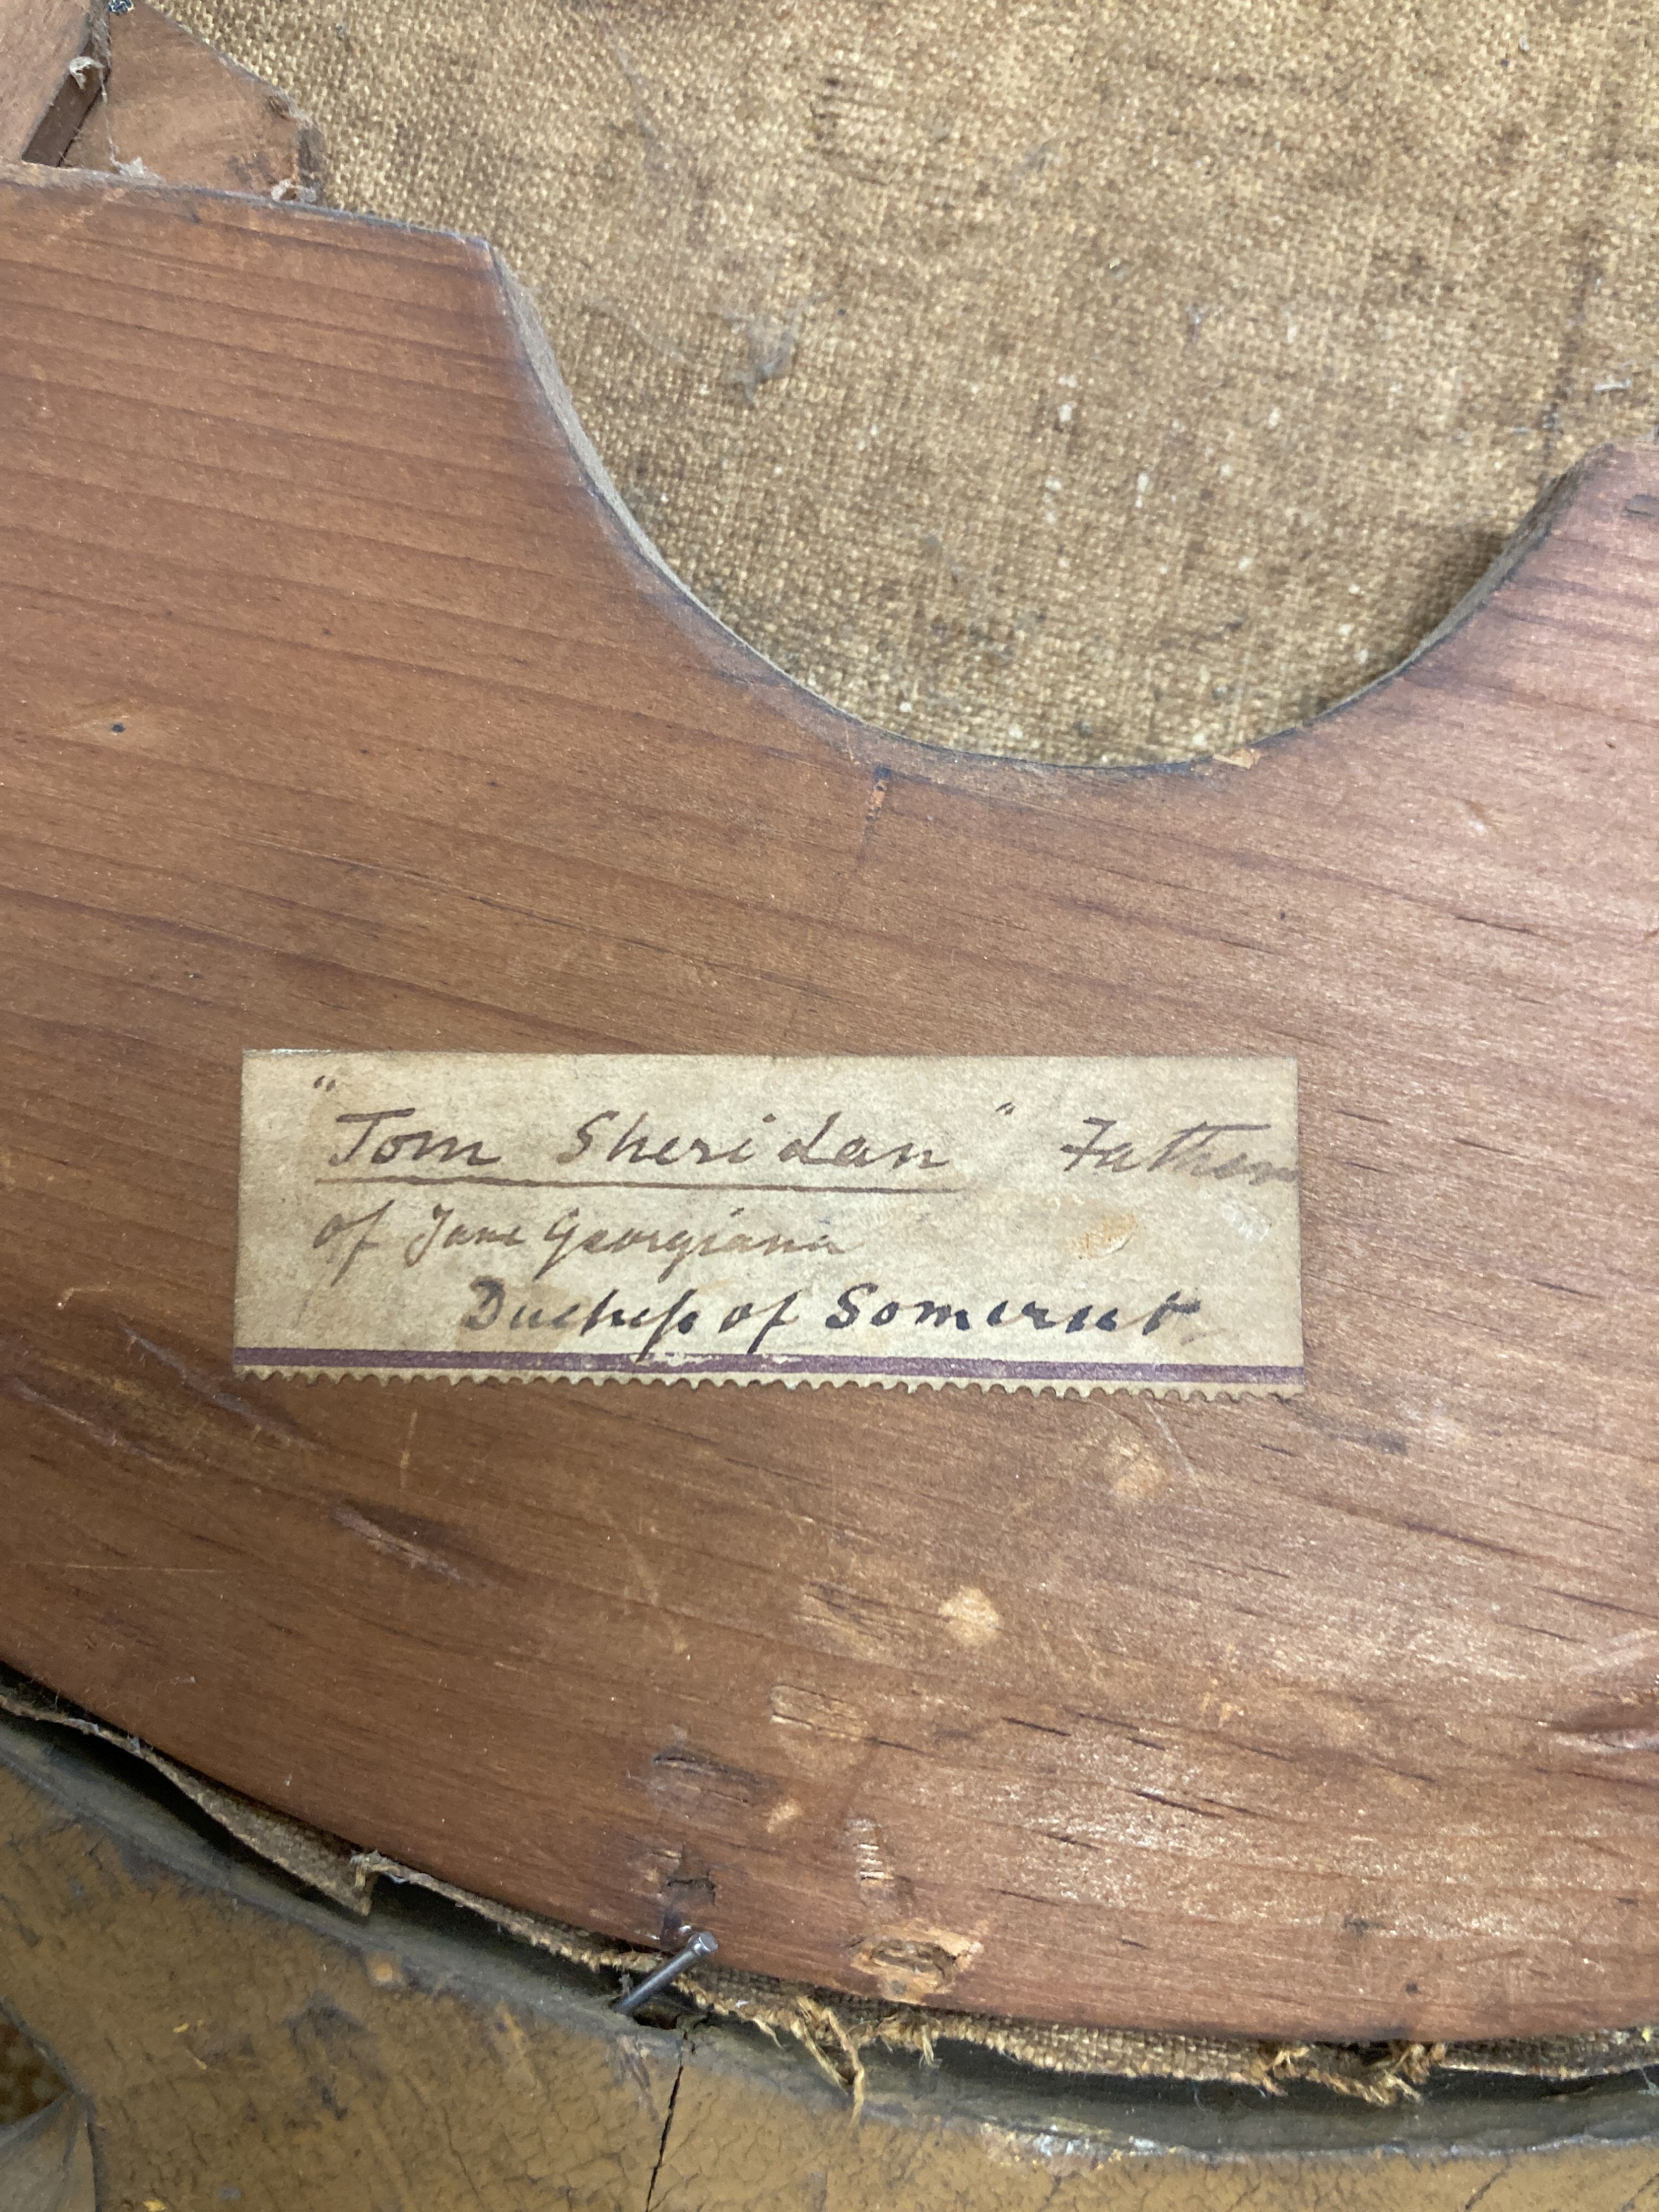 "Tom Sheridan" Father
of Jane Georgiana
Duchess of Somerset